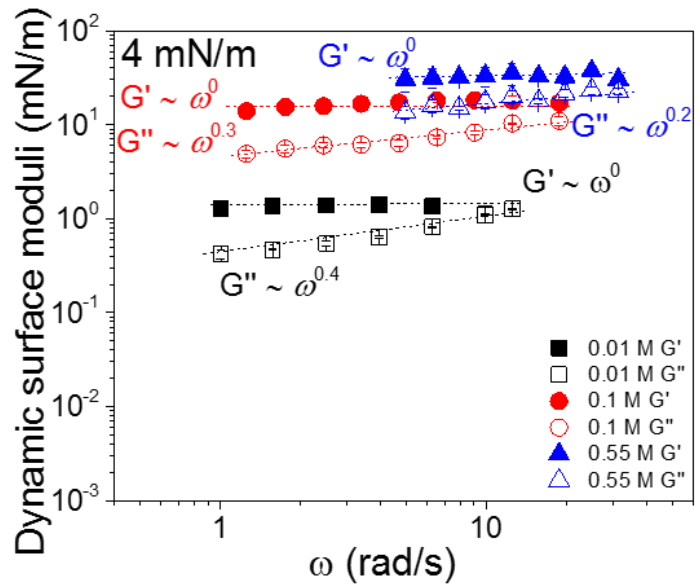 Dynamic surface moduli (mN/m)
10²
10¹
10⁰
10⁻¹
10⁻²
10⁻³
4 mN/m
G' ~ ω⁰
G' ~ ω⁰
G" ~ ω⁰·³
G" ~ ω⁰·²
G' ~ ω⁰
G" ~ ω⁰·⁴
0.01 M G'
0.01 M G"
0.1 M G'
0.1 M G"
0.55 M G'
0.55 M G"
1
10
ω (rad/s)